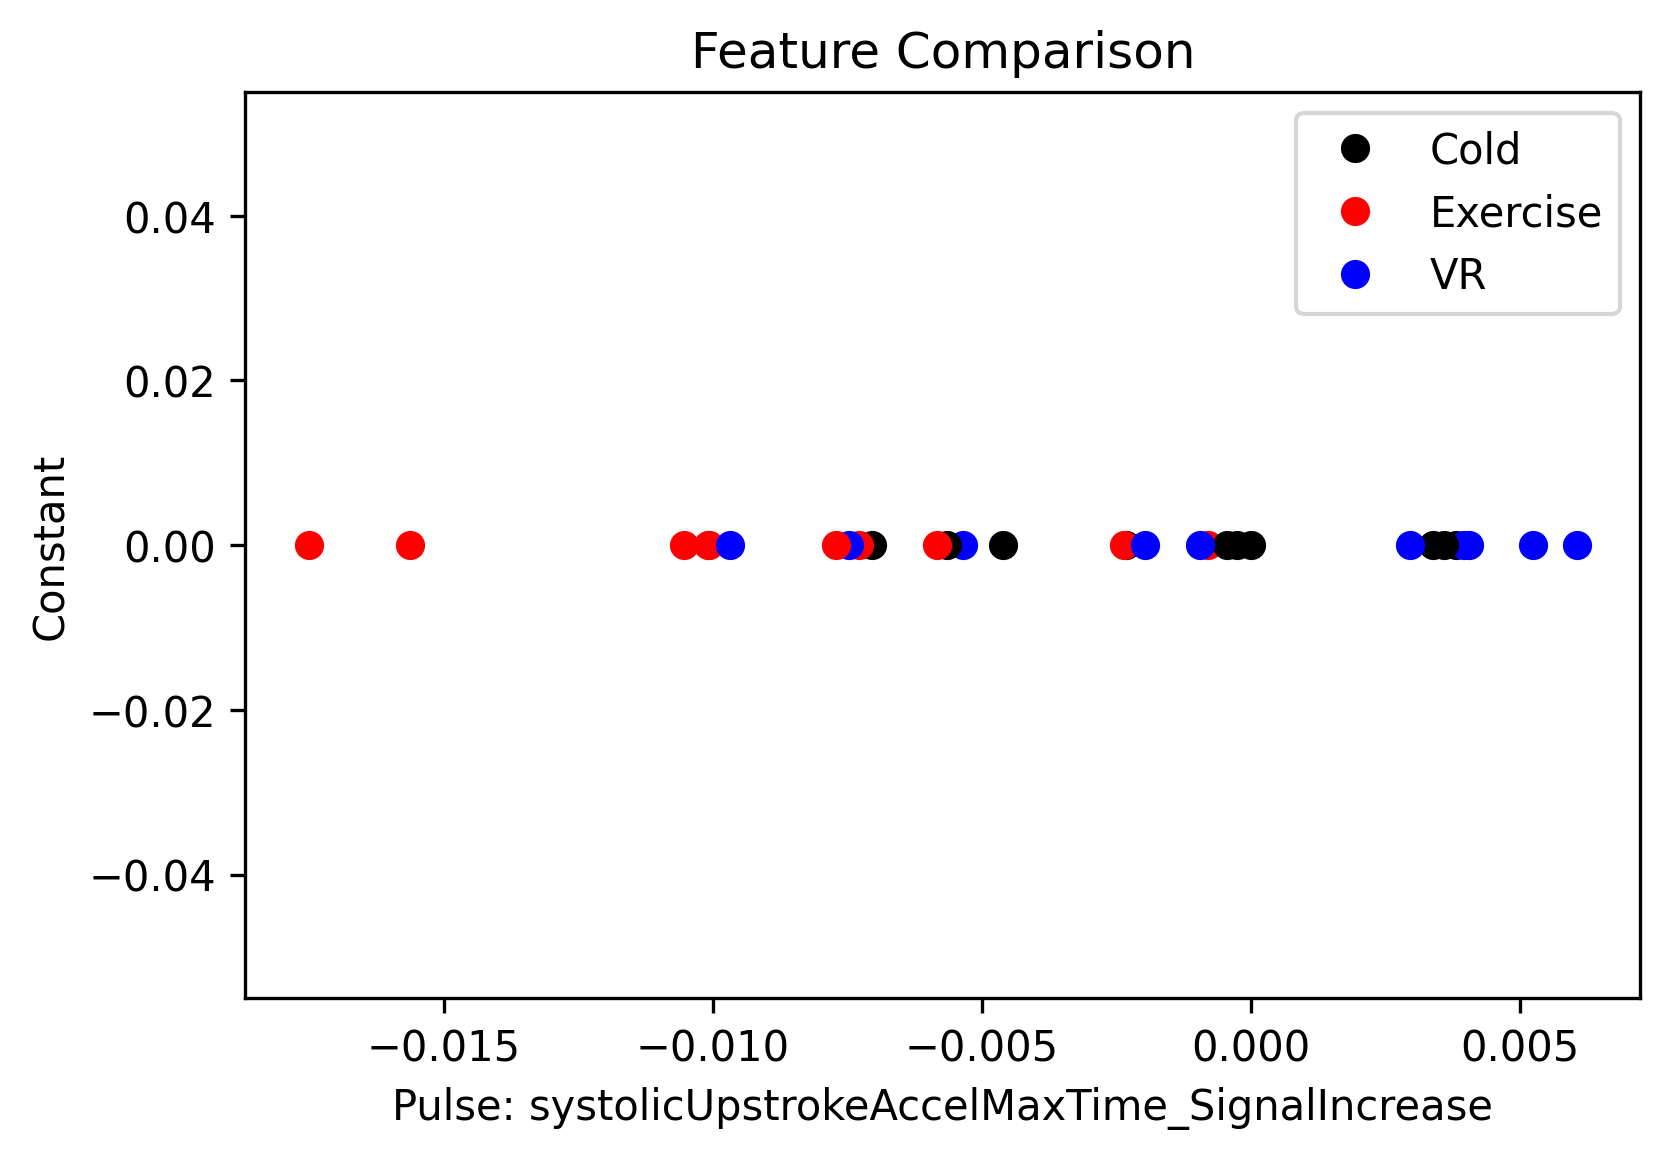 Feature Comparison
Cold
Exercise
VR
0.04
0.02
0.00
−0.02
−0.04
Constant
−0.015
−0.010
−0.005
0.000
0.005
Pulse: systolicUpstrokeAccelMaxTime_SignalIncrease